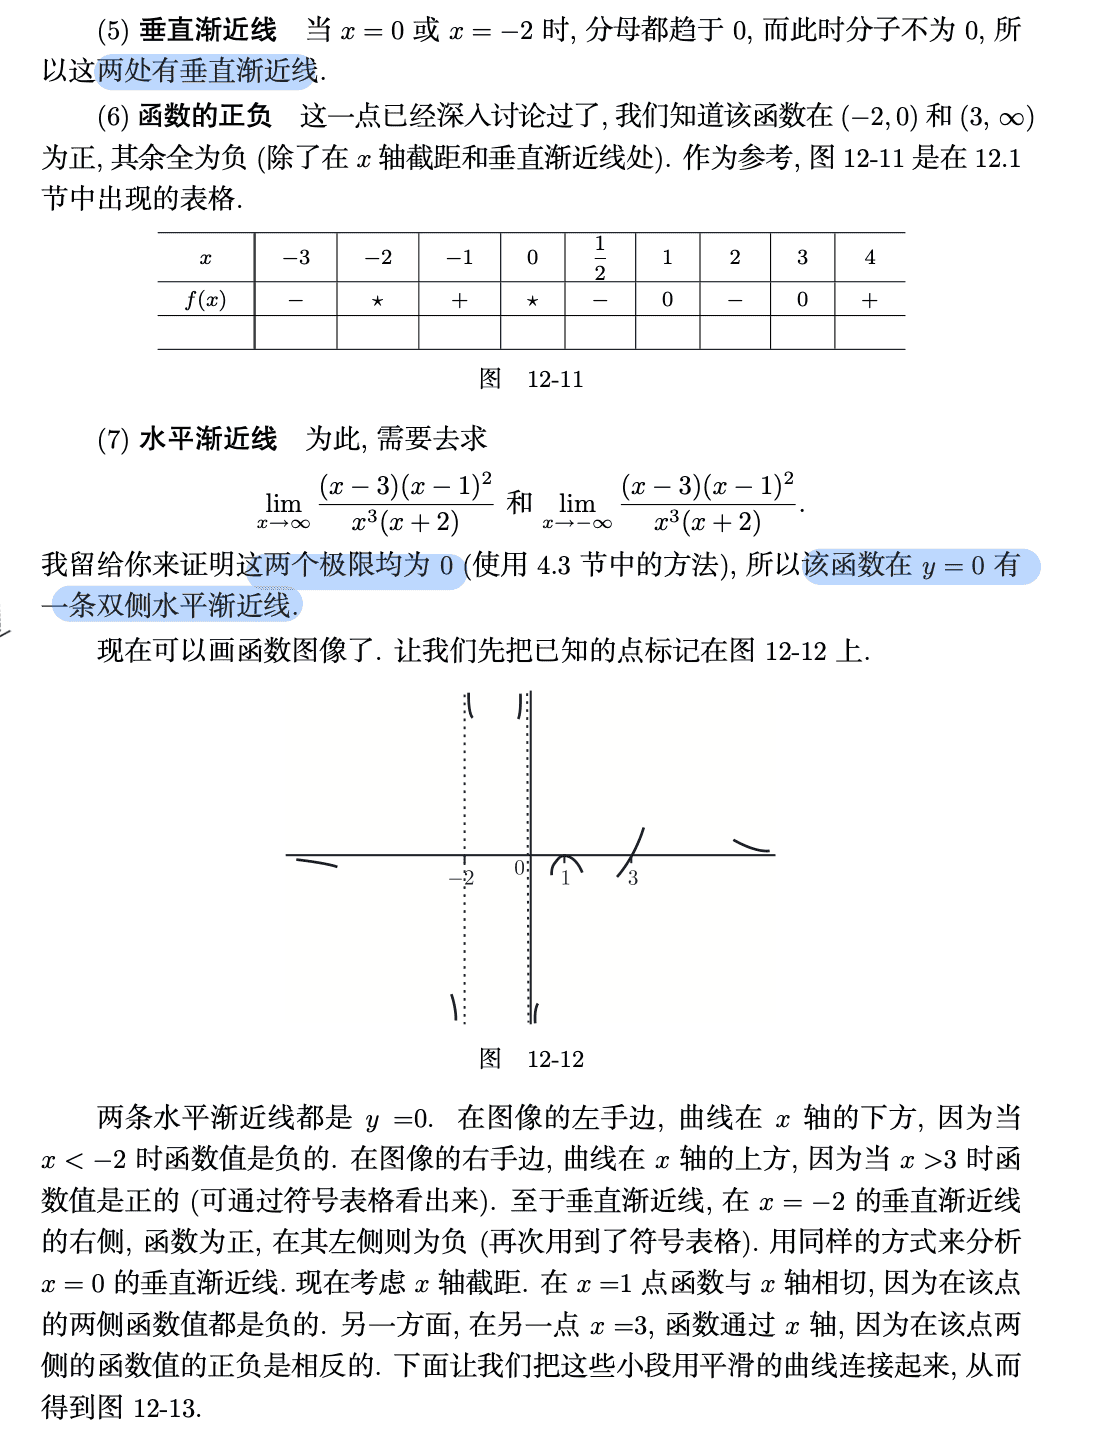 (5) 垂直渐近线 当 x = 0 或 x = −2 时, 分母都趋于 0, 而此时分子不为 0, 所
以这两处有垂直渐近线.
(6) 函数的正负 这一点已经深入讨论过了, 我们知道该函数在 (−2, 0) 和 (3, ∞)
为正, 其余全为负 (除了在 x 轴截距和垂直渐近线处). 作为参考, 图 12-11 是在 12.1
节中出现的表格.
x −3 −2 −1 0 1/2 1 2 3 4
f(x) − ⋆ + ⋆ − 0 − 0 +
图 12-11
(7) 水平渐近线 为此, 需要去求
lim x→∞ (x − 3)(x − 1)² / x³(x + 2) 和 lim x→−∞ (x − 3)(x − 1)² / x³(x + 2).
我留给你来证明这两个极限均为 0 (使用 4.3 节中的方法), 所以该函数在 y = 0 有
一条双侧水平渐近线.
现在可以画函数图像了. 让我们先把已知的点标记在图 12-12 上.
−2 0 1 3
图 12-12
两条水平渐近线都是 y =0. 在图像的左手边, 曲线在 x 轴的下方, 因为当
x < −2 时函数值是负的. 在图像的右手边, 曲线在 x 轴的上方, 因为当 x >3 时函
数值是正的 (可通过符号表格看出来). 至于垂直渐近线, 在 x = −2 的垂直渐近线
的右侧, 函数为正, 在其左侧则为负 (再次用到了符号表格). 用同样的方式来分析
x = 0 的垂直渐近线. 现在考虑 x 轴截距. 在 x =1 点函数与 x 轴相切, 因为在该点
的两侧函数值都是负的. 另一方面, 在另一点 x =3, 函数通过 x 轴, 因为在该点两
侧的函数值的正负是相反的. 下面让我们把这些小段用平滑的曲线连接起来, 从而
得到图 12-13.